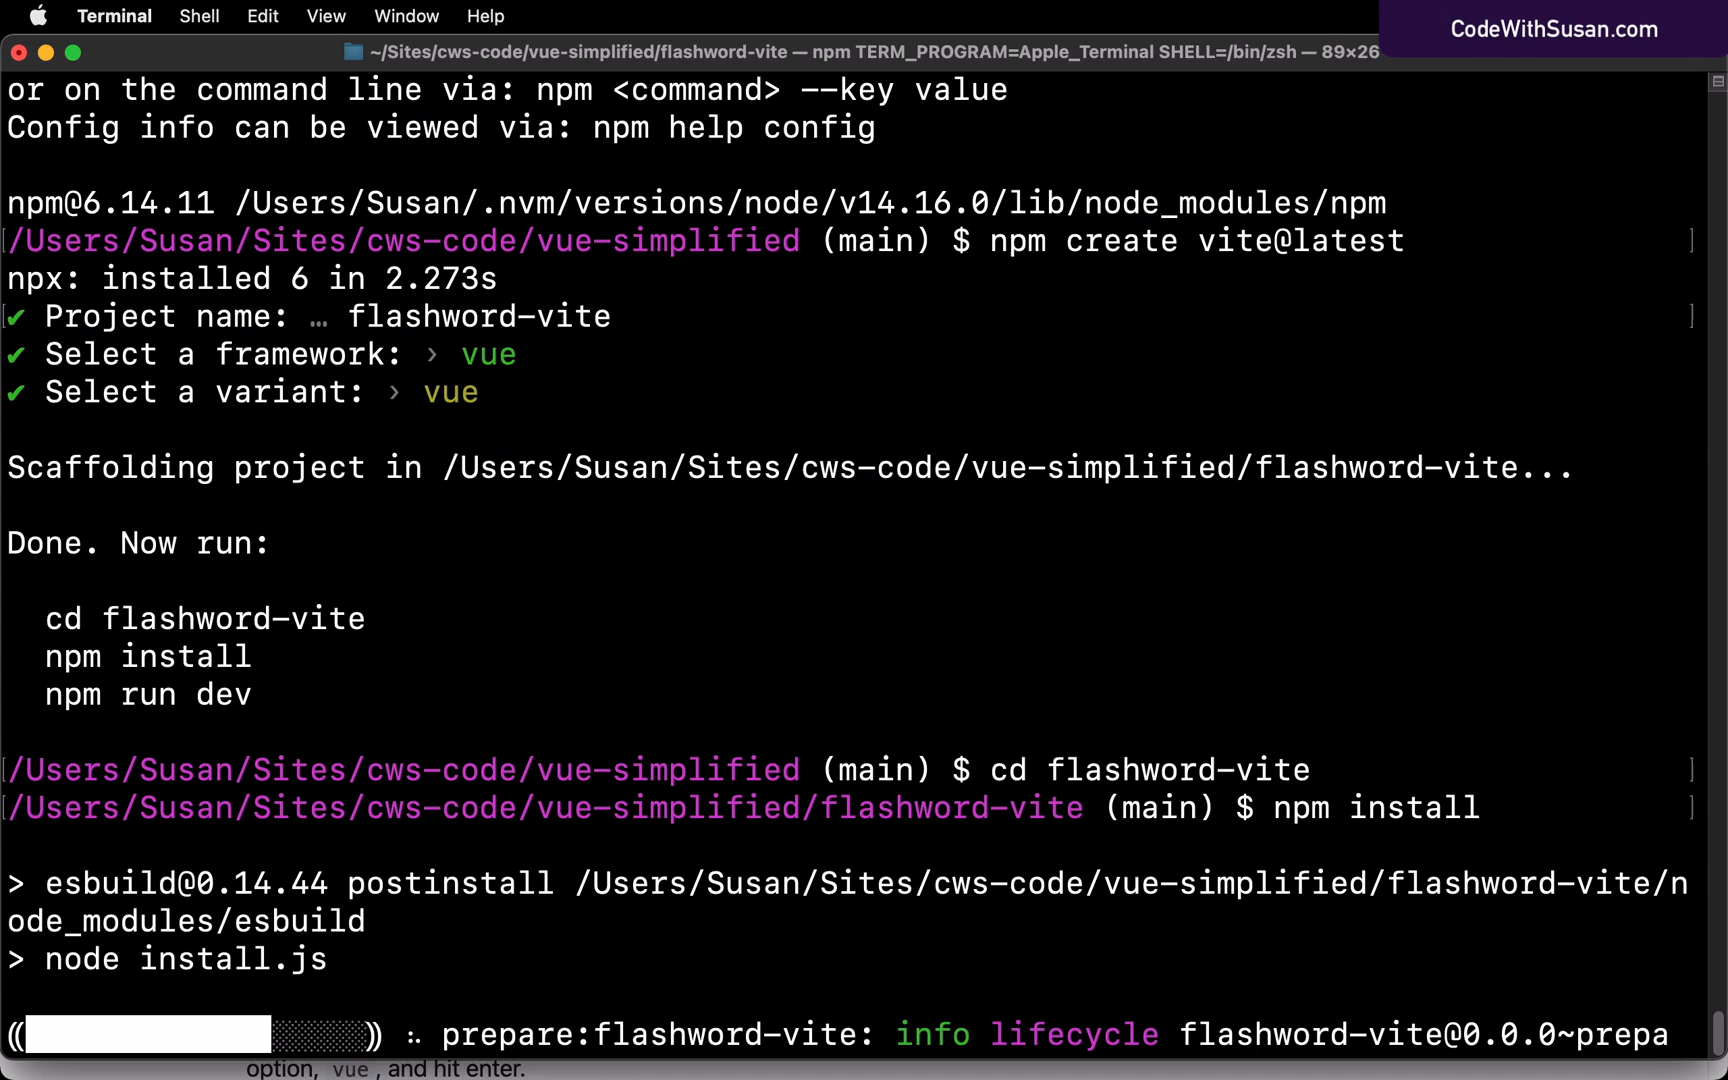 Terminal Shell Edit View Window Help
CodeWithSusan.com
~/Sites/cws-code/vue-simplified/flashword-vite — npm TERM_PROGRAM=Apple_Terminal SHELL=/bin/zsh — 89×26
or on the command line via: npm <command> --key value
Config info can be viewed via: npm help config
npm@6.14.11 /Users/Susan/.nvm/versions/node/v14.16.0/lib/node_modules/npm
[/Users/Susan/Sites/cws-code/vue-simplified (main) $ npm create vite@latest ]
npx: installed 6 in 2.273s
[✔ Project name: … flashword-vite ]
✔ Select a framework: › vue
✔ Select a variant: › vue
Scaffolding project in /Users/Susan/Sites/cws-code/vue-simplified/flashword-vite...
Done. Now run:
cd flashword-vite
npm install
npm run dev
[/Users/Susan/Sites/cws-code/vue-simplified (main) $ cd flashword-vite ]
[/Users/Susan/Sites/cws-code/vue-simplified/flashword-vite (main) $ npm install ]
> esbuild@0.14.44 postinstall /Users/Susan/Sites/cws-code/vue-simplified/flashword-vite/n
ode_modules/esbuild
> node install.js
(( )) ⠦ prepare:flashword-vite: info lifecycle flashword-vite@0.0.0~prepa
option, vue, and hit enter.